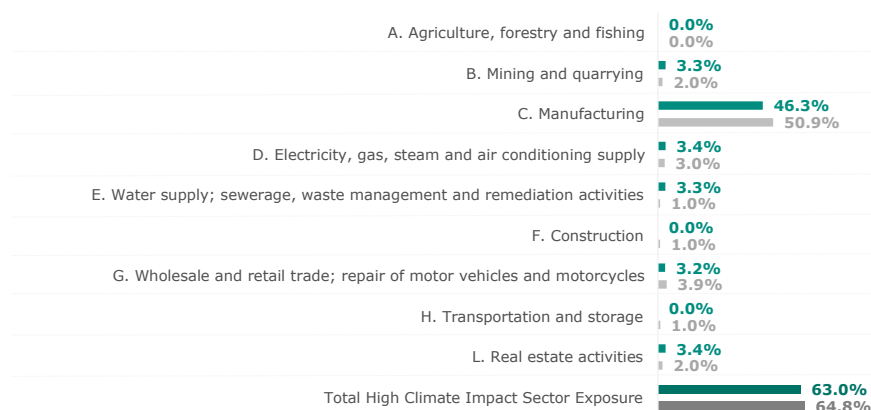 A. Agriculture, forestry and fishing
0.0%
0.0%
B. Mining and quarrying
3.3%
2.0%
C. Manufacturing
46.3%
50.9%
D. Electricity, gas, steam and air conditioning supply
3.4%
3.0%
E. Water supply; sewerage, waste management and remediation activities
3.3%
1.0%
F. Construction
0.0%
1.0%
G. Wholesale and retail trade; repair of motor vehicles and motorcycles
3.2%
3.9%
H. Transportation and storage
0.0%
1.0%
L. Real estate activities
3.4%
2.0%
Total High Climate Impact Sector Exposure
63.0%
64.8%